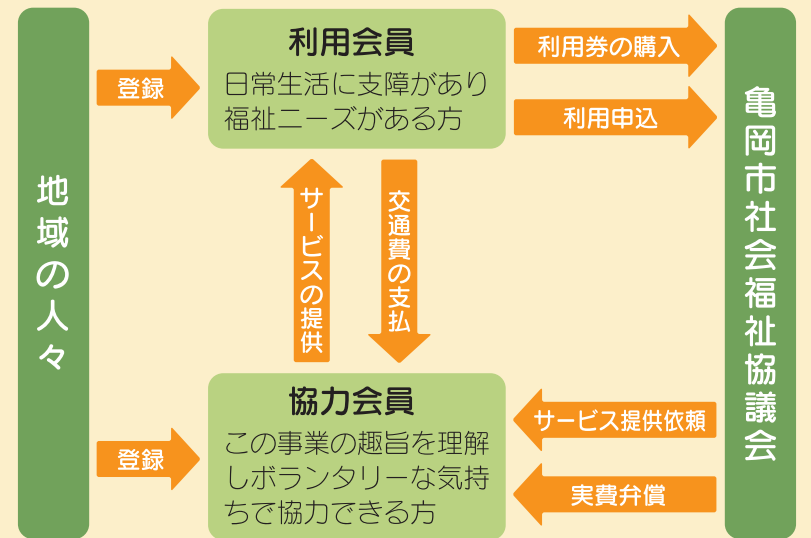 地域の人々
登録
利用会員
日常生活に支障があり
福祉ニーズがある方
利用券の購入
利用申込
サービスの提供
交通費の支払
登録
協力会員
この事業の趣旨を理解
しボランタリーな気持
ちで協力できる方
サービス提供依頼
実費弁償
亀岡市社会福祉協議会